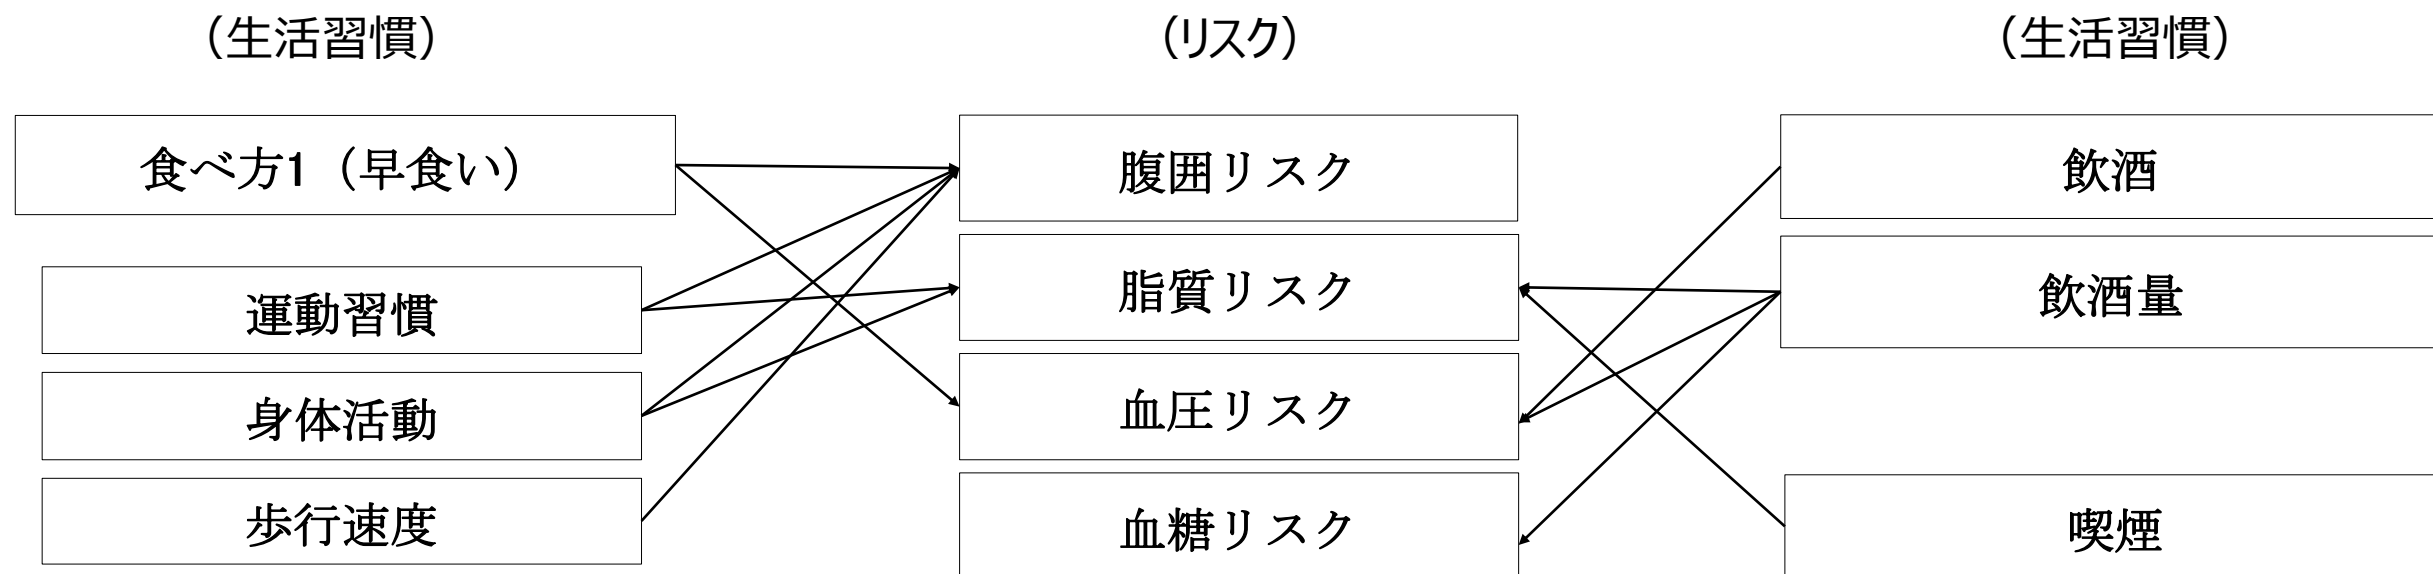 （生活習慣）
（リスク）
（生活習慣）
食べ方1（早食い）
腹囲リスク
飲酒
運動習慣
脂質リスク
飲酒量
身体活動
血圧リスク
歩行速度
血糖リスク
喫煙